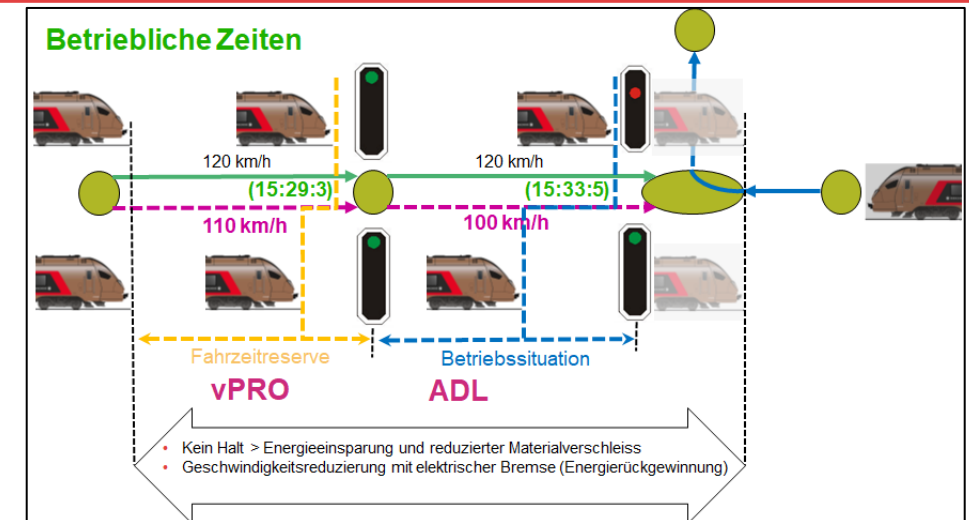 Betriebliche Zeiten
120 km/h
120 km/h
(15:29:3)
(15:33:5)
110 km/h
100 km/h
Fahrzeitreserve
Betriebssituation
vPRO
ADL
• Kein Halt > Energieeinsparung und reduzierter Materialverschleiss
• Geschwindigkeitsreduzierung mit elektrischer Bremse (Energierückgewinnung)